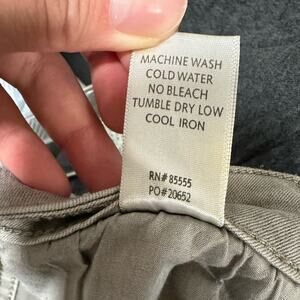 MACHINE WASH
COLD WATER
NO BLEACH
TUMBLE DRY LOW
COOL IRON
RN# 85555
PO#20652